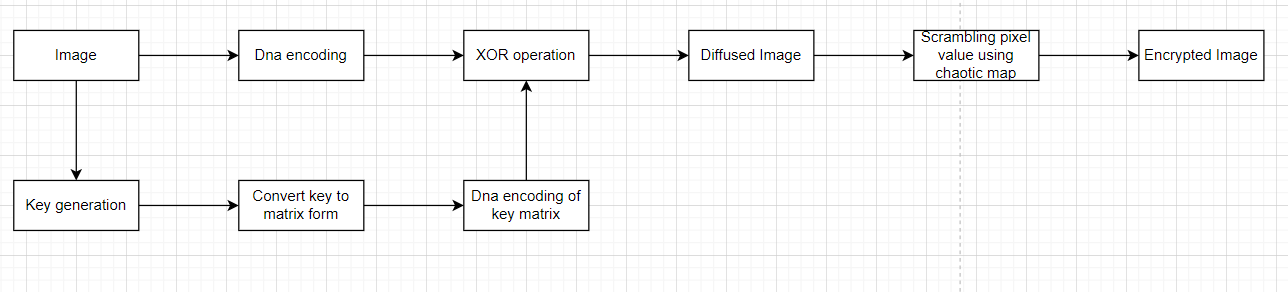 Image
Dna encoding
XOR operation
Diffused Image
Scrambling pixel
value using
chaotic map
Encrypted Image
Key generation
Convert key to
matrix form
Dna encoding of
key matrix